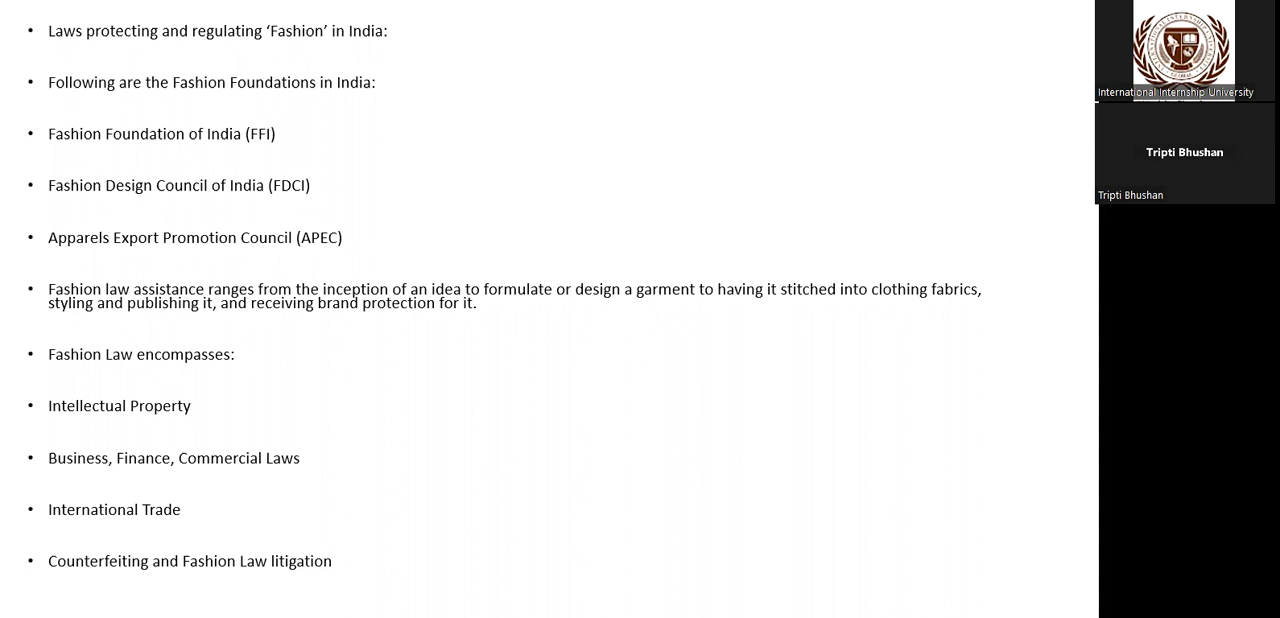 • Laws protecting and regulating ‘Fashion’ in India:
• Following are the Fashion Foundations in India:
• Fashion Foundation of India (FFI)
• Fashion Design Council of India (FDCI)
• Apparels Export Promotion Council (APEC)
• Fashion law assistance ranges from the inception of an idea to formulate or design a garment to having it stitched into clothing fabrics,
styling and publishing it, and receiving brand protection for it.
• Fashion Law encompasses:
• Intellectual Property
• Business, Finance, Commercial Laws
• International Trade
• Counterfeiting and Fashion Law litigation
International Internship University
Tripti Bhushan
Tripti Bhushan